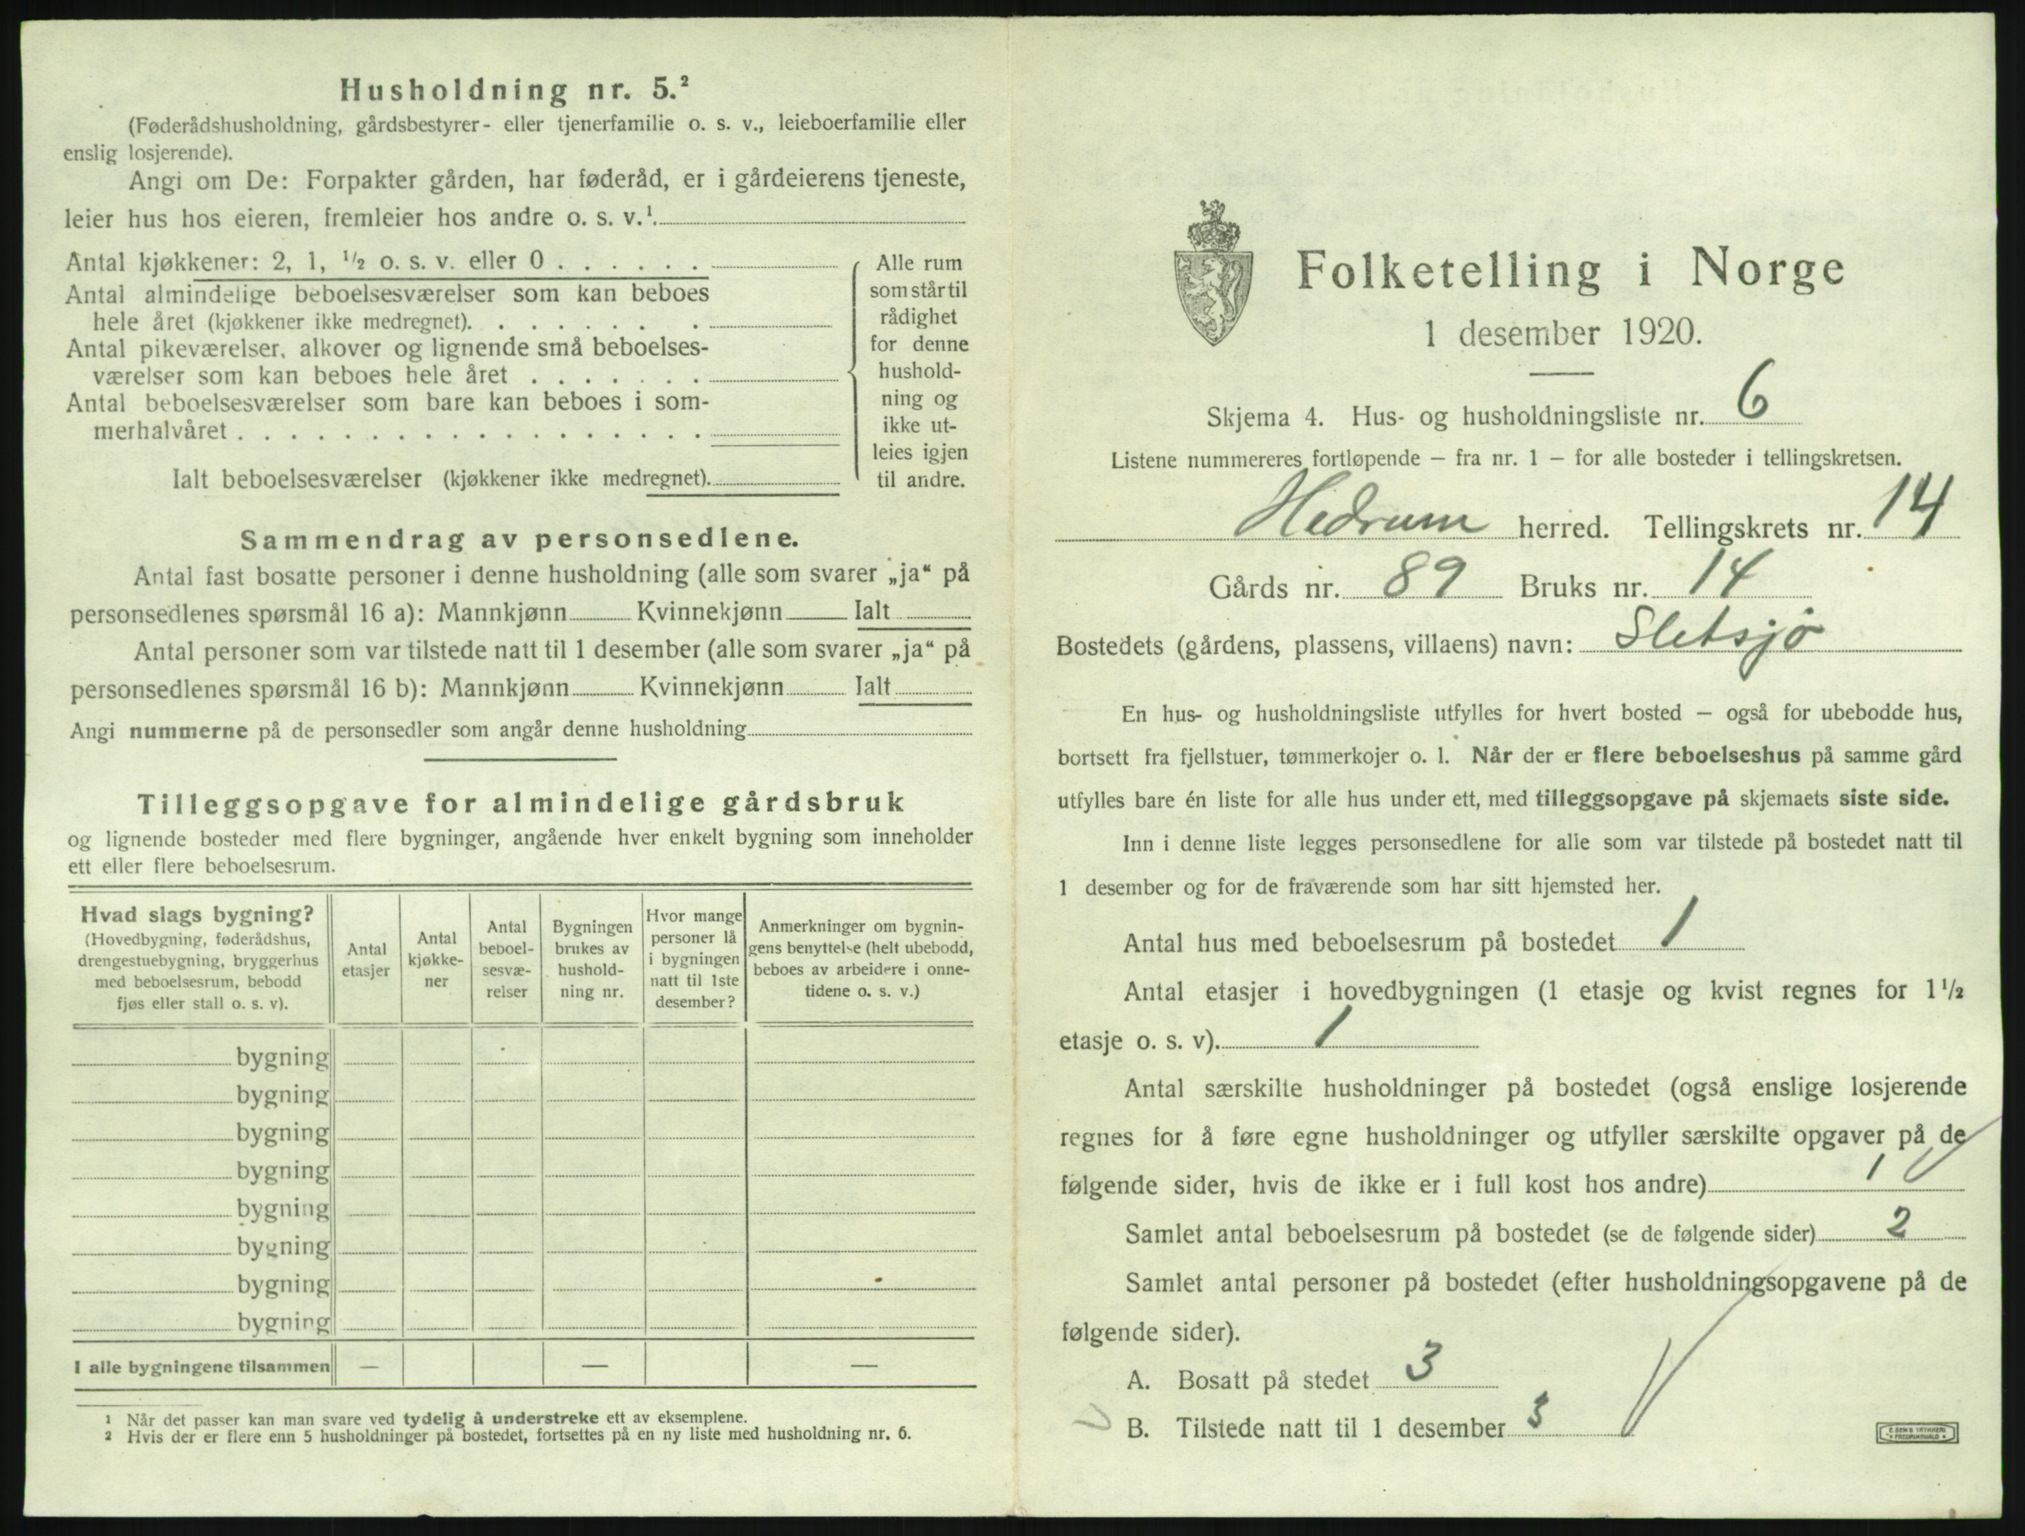 Husholdning nr. 5.²
(Føderådshusholdning, gårdsbestyrer- eller tjenerfamilie o. s. v., leieboerfamilie eller
enslig losjerende).
Angi om De: Forpakter gården, har føderåd, er i gårdeierens tjeneste,
leier hus hos eieren, fremleier hos andre o. s. v.¹
Antal kjøkkener: 2, 1, ½ o. s. v. eller 0 . . . . . .
Antal almindelige beboelsesværelser som kan beboes
hele året (kjøkkener ikke medregnet). . . . . . . . .
Antal pikeværelser, alkover og lignende små beboelses-
værelser som kan beboes hele året . . . . . . .
Antal beboelsesværelser som bare kan beboes i som-
merhalvåret . . . . . . . . . . . . . . . . . .
Ialt beboelsesværelser (kjøkkener ikke medregnet).
Alle rum
som står til
rådighet
for denne
hushold-
ning og
ikke ut-
leies igjen
til andre.
Sammendrag av personsedlene.
Antal fast bosatte personer i denne husholdning (alle som svarer „ja“ på
personsedlenes spørsmål 16 a): Mannkjønn Kvinnekjønn Ialt
Antal personer som var tilstede natt til 1 desember (alle som svarer „ja“ på
personsedlenes spørsmål 16 b): Mannkjønn Kvinnekjønn Ialt
Angi nummerne på de personsedler som angår denne husholdning
Tilleggsopgave for almindelige gårdsbruk
og lignende bosteder med flere bygninger, angående hver enkelt bygning som inneholder
ett eller flere beboelsesrum.
Hvad slags bygning?
(Hovedbygning, føderådshus,
drengestuebygning, bryggerhus
med beboelsesrum, bebodd
fjøs eller stall o. s. v).
Antal
etasjer
Antal
kjøkke-
ner
Antal
beboel-
sesvæ-
relser
Bygningen
brukes av
hushold-
ning nr.
Hvor mange
personer lå
i bygningen
natt til 1ste
desember?
Anmerkninger om bygnin-
gens benyttelse (helt ubebodd,
beboes av arbeidere i onne-
tidene o. s. v.)
bygning
bygning
bygning
bygning
bygning
bygning
bygning
bygning
I alle bygningene tilsammen — — —
¹ Når det passer kan man svare ved tydelig å understreke ett av eksemplene.
² Hvis der er flere enn 5 husholdninger på bostedet, fortsettes på en ny liste med husholdning nr. 6.
Folketelling i Norge
1 desember 1920.
Skjema 4. Hus- og husholdningsliste nr. 6
Listene nummereres fortløpende – fra nr. 1 – for alle bosteder i tellingskretsen.
Hedrum herred. Tellingskrets nr. 14
Gårds nr. 89 Bruks nr. 14
Bostedets (gårdens, plassens, villaens) navn: Sletsjø
En hus- og husholdningsliste utfylles for hvert bosted – også for ubebodde hus,
bortsett fra fjellstuer, tømmerkojer o. l. Når der er flere beboelseshus på samme gård
utfylles bare én liste for alle hus under ett, med tilleggsopgave på skjemaets siste side.
Inn i denne liste legges personsedlene for alle som var tilstede på bostedet natt til
1 desember og for de fraværende som har sitt hjemsted her.
Antal hus med beboelsesrum på bostedet 1
Antal etasjer i hovedbygningen (1 etasje og kvist regnes for 1½
etasje o. s. v). 1
Antal særskilte husholdninger på bostedet (også enslige losjerende
regnes for å føre egne husholdninger og utfyller særskilte opgaver på de
følgende sider, hvis de ikke er i full kost hos andre) 1
Samlet antal beboelsesrum på bostedet (se de følgende sider) 2
Samlet antal personer på bostedet (efter husholdningsopgavene på de
følgende sider).
A. Bosatt på stedet 3
B. Tilstede natt til 1 desember 3